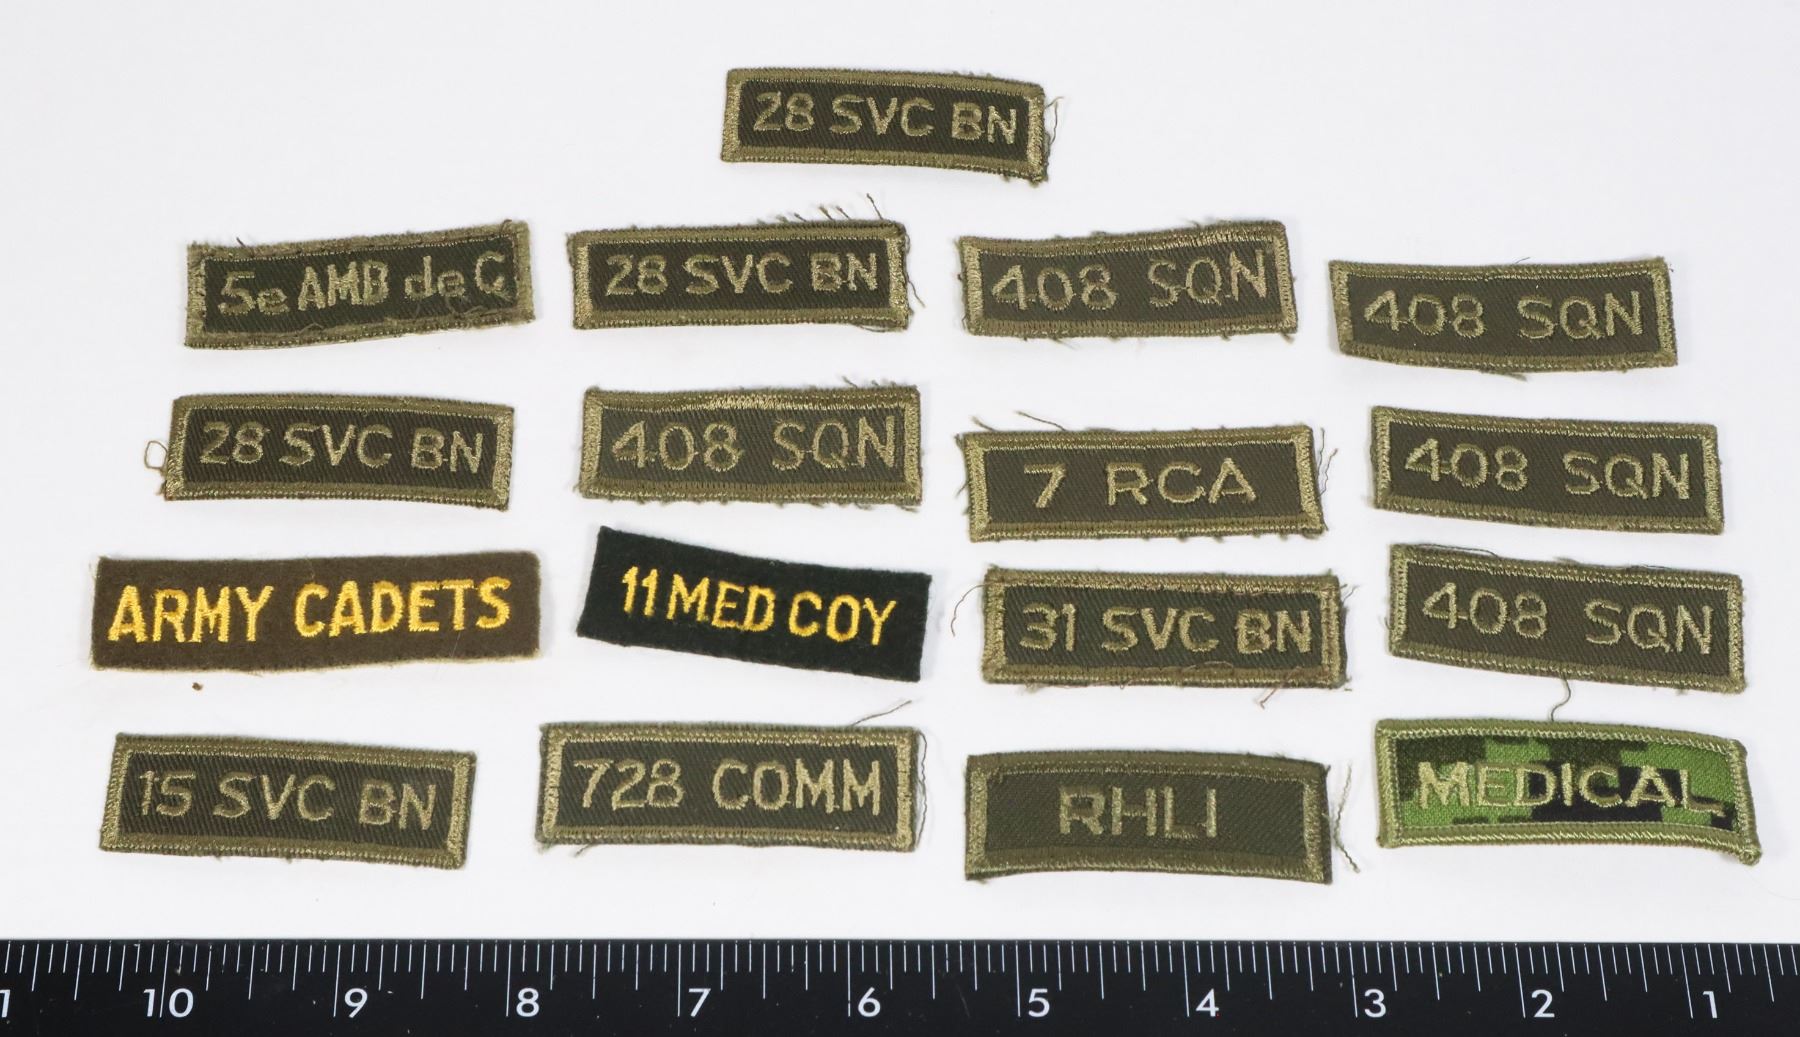 28 SVC BN
5e AMB de C
28 SVC BN
408 SQN
408 SQN
28 SVC BN
408 SQN
7 RCA
408 SQN
ARMY CADETS
11 MED COY
31 SVC BN
408 SQN
15 SVC BN
728 COMM
RHLI
MEDICAL
1 10 9 8 7 6 5 4 3 2 1